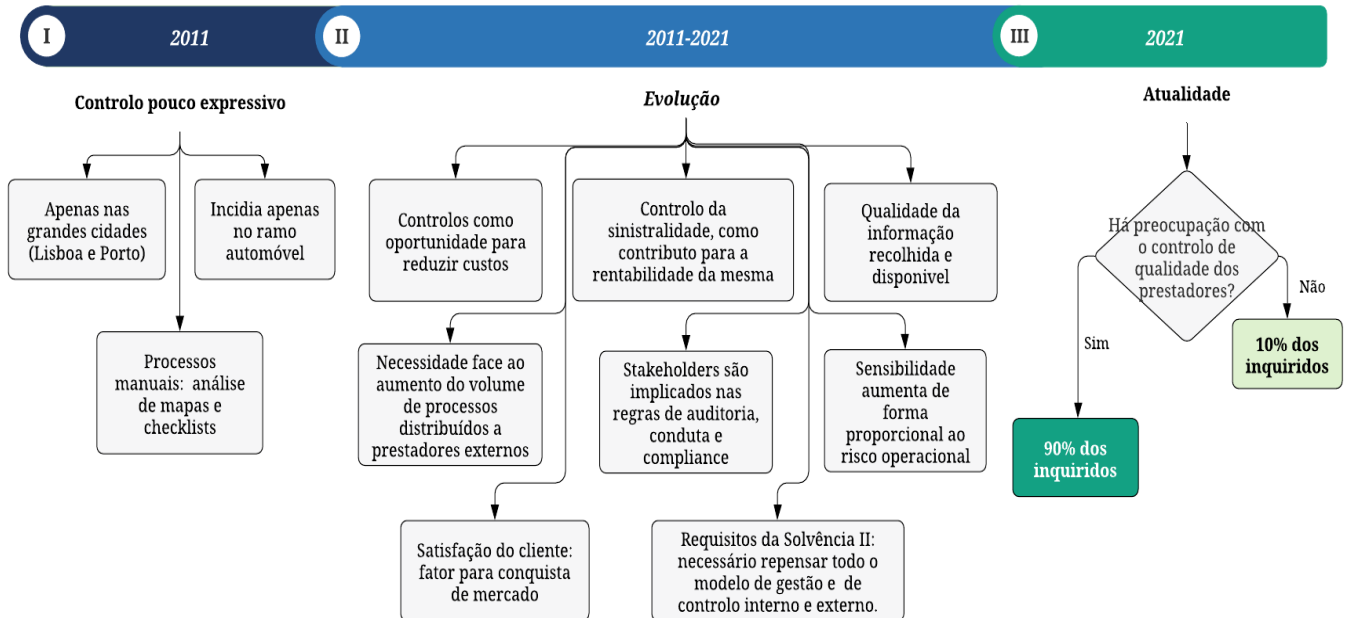 I
2011
II
2011-2021
III
2021
Controlo pouco expressivo
Evolução
Atualidade
Apenas nas
grandes cidades
(Lisboa e Porto)
Incidia apenas
no ramo
automóvel
Processos
manuais: análise
de mapas e
checklists
Controlos como
oportunidade para
reduzir custos
Controlo da
sinistralidade, como
contributo para a
rentabilidade da mesma
Qualidade da
informação
recolhida e
disponivel
Necessidade face ao
aumento do volume
de processos
distribuídos a
prestadores externos
Stakeholders são
implicados nas
regras de auditoria,
conduta e
compliance
Sensibilidade
aumenta de
forma
proporcional ao
risco operacional
Satisfação do cliente:
fator para conquista
de mercado
Requisitos da Solvência II:
necessário repensar todo o
modelo de gestão e de
controlo interno e externo.
Há preocupação com
o controlo de
qualidade dos
prestadores?
Não
Sim
10% dos
inquiridos
90% dos
inquiridos